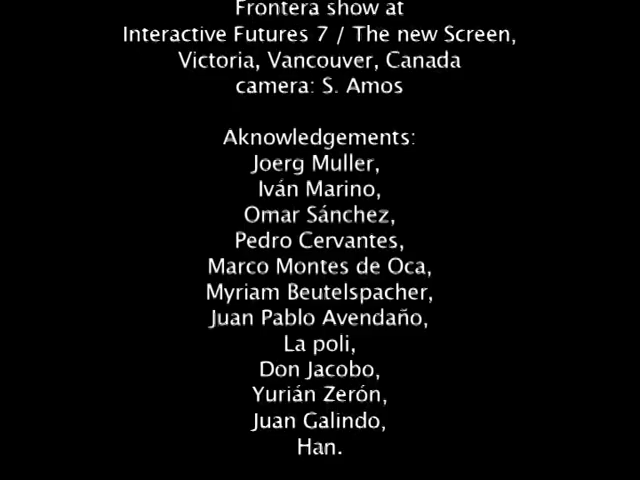 Frontera show at
Interactive Futures 7 / The new Screen,
Victoria, Vancouver, Canada
camera: S. Amos
Aknowledgements:
Joerg Muller,
Iván Marino,
Omar Sánchez,
Pedro Cervantes,
Marco Montes de Oca,
Myriam Beutelspacher,
Juan Pablo Avendaño,
La poli,
Don Jacobo,
Yurián Zerón,
Juan Galindo,
Han.